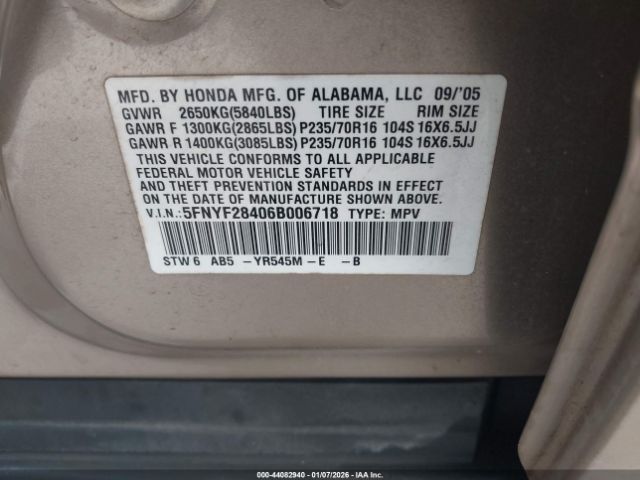 MFD. BY HONDA MFG. OF ALABAMA, LLC 09/'05
GVWR 2650KG(5840LBS) TIRE SIZE RIM SIZE
GAWR F 1300KG(2865LBS) P235/70R16 104S 16X6.5JJ
GAWR R 1400KG(3085LBS) P235/70R16 104S 16X6.5JJ
THIS VEHICLE CONFORMS TO ALL APPLICABLE
FEDERAL MOTOR VEHICLE SAFETY
AND THEFT PREVENTION STANDARDS IN EFFECT
ON THE DATE OF MANUFACTURE SHOWN ABOVE.
V.I.N.: 5FNYF28406B006718 TYPE: MPV
STW 6 AB5 -YR545M-E -B
000-44082940 | 01/07/2026 - IAAI.COM